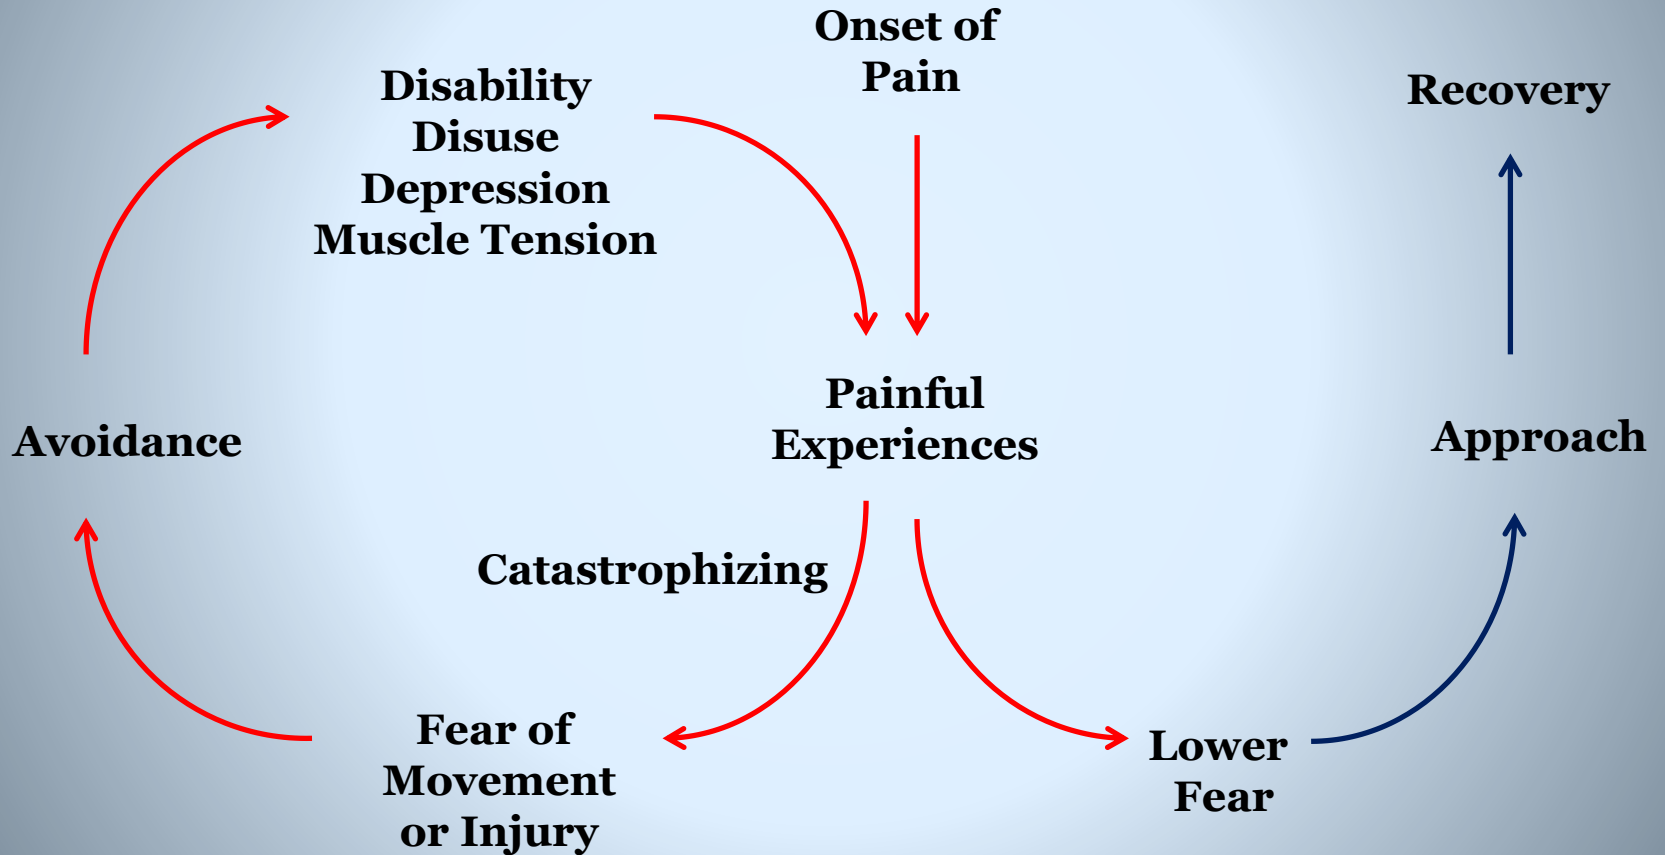 Onset of
Pain
Disability
Disuse
Depression
Muscle Tension
Recovery
Painful
Experiences
Avoidance
Approach
Catastrophizing
Fear of
Movement
or Injury
Lower
Fear